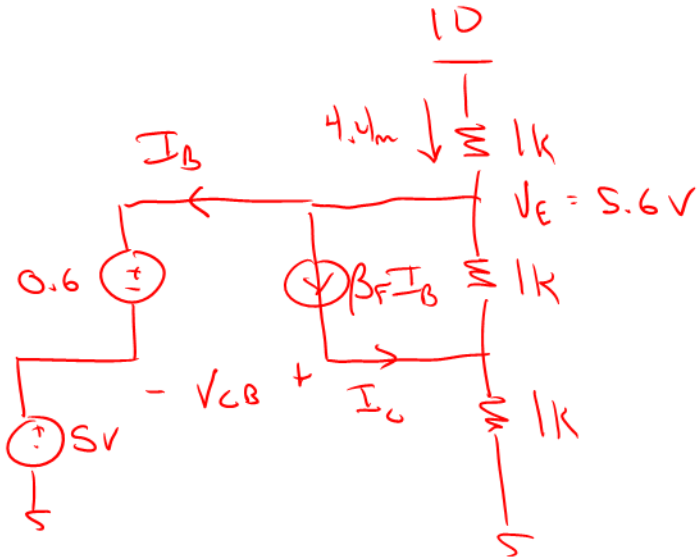 10
4.4m
1K
I_B
V_E = 5.6 V
0.6
+
-
β_F I_B
1K
- V_CB +
I_C
1K
+
-
5V